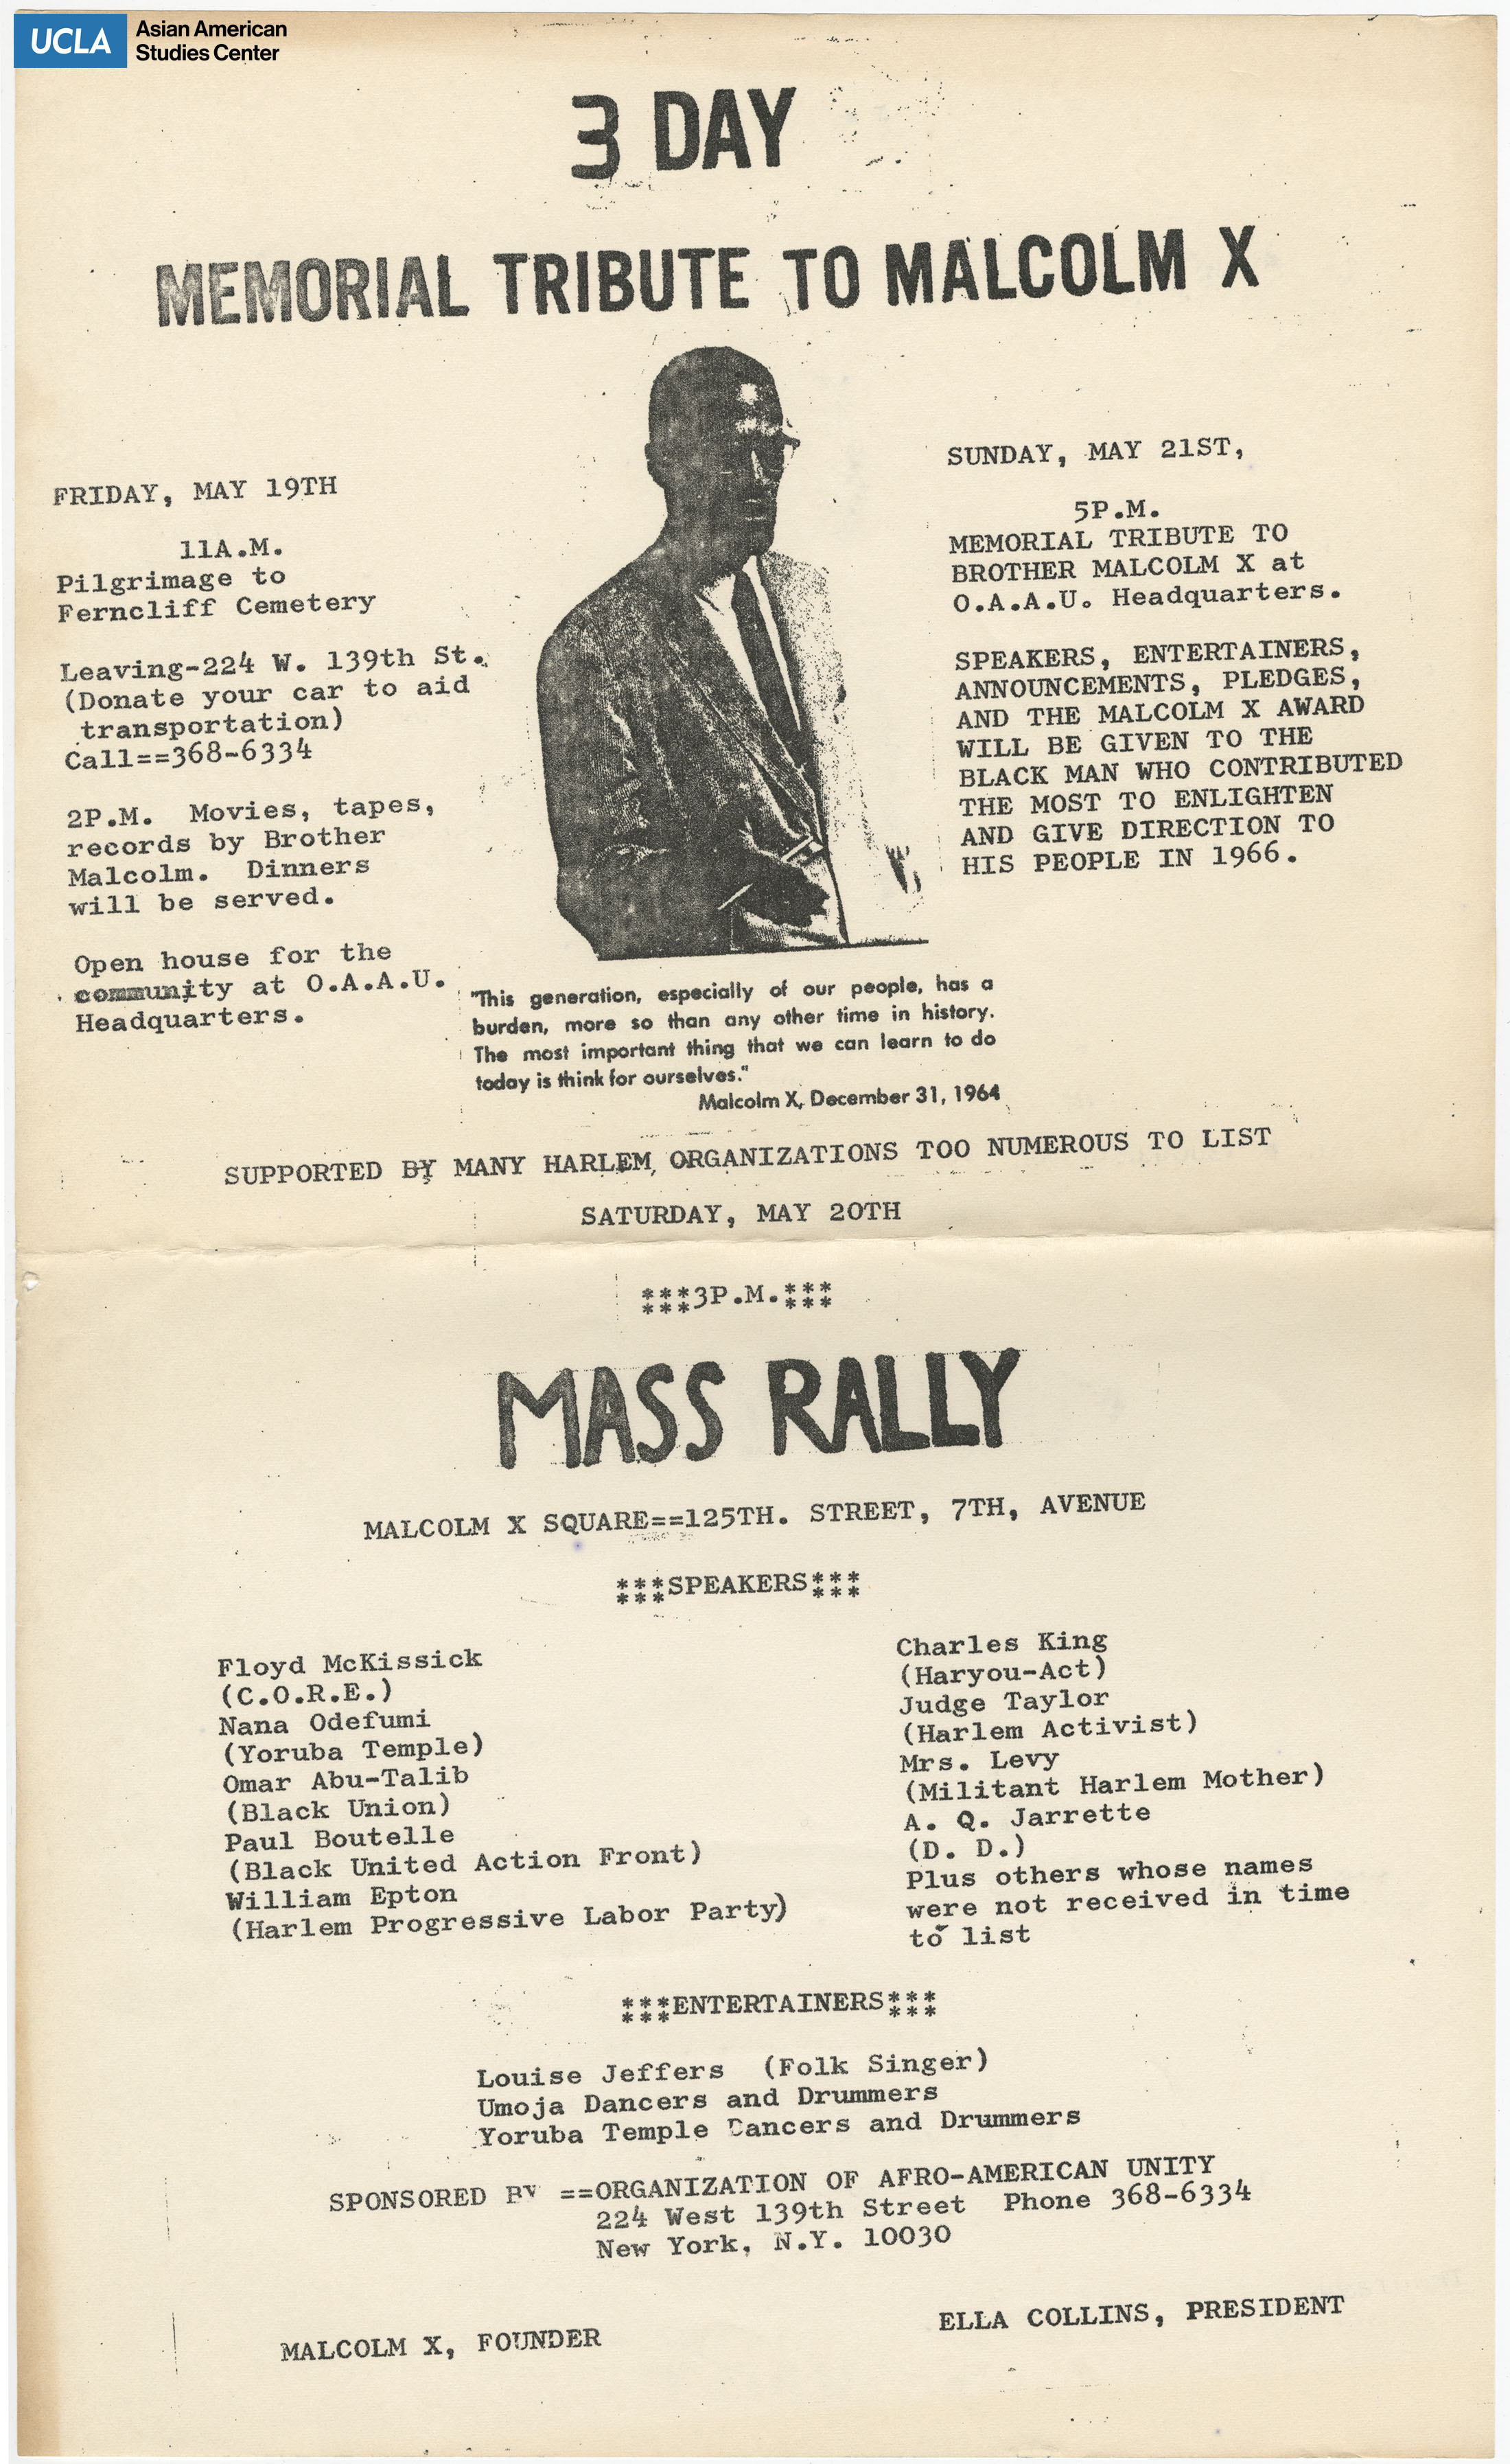 UCLA
Asian American
Studies Center
3 DAY
MEMORIAL TRIBUTE TO MALCOLM X
FRIDAY, MAY 19TH
11A.M.
Pilgrimage to
Ferncliff Cemetery
Leaving-224 W. 139th St.
(Donate your car to aid
transportation)
Call==368-6334
2P.M. Movies, tapes,
records by Brother
Malcolm. Dinners
will be served.
Open house for the
community at O.A.A.U.
Headquarters.
SUNDAY, MAY 21ST,
5P.M.
MEMORIAL TRIBUTE TO
BROTHER MALCOLM X at
O.A.A.U. Headquarters.
SPEAKERS, ENTERTAINERS,
ANNOUNCEMENTS, PLEDGES,
AND THE MALCOLM X AWARD
WILL BE GIVEN TO THE
BLACK MAN WHO CONTRIBUTED
THE MOST TO ENLIGHTEN
AND GIVE DIRECTION TO
HIS PEOPLE IN 1966.
"This generation, especially of our people, has a
burden, more so than any other time in history.
The most important thing that we can learn to do
today is think for ourselves."
Malcolm X, December 31, 1964
SUPPORTED BY MANY HARLEM ORGANIZATIONS TOO NUMEROUS TO LIST
SATURDAY, MAY 20TH
***3P.M.***
***   ***
MASS RALLY
MALCOLM X SQUARE==125TH. STREET, 7TH, AVENUE
***SPEAKERS***
***   ***
Floyd McKissick
(C.O.R.E.)
Nana Odefumi
(Yoruba Temple)
Omar Abu-Talib
(Black Union)
Paul Boutelle
(Black United Action Front)
William Epton
(Harlem Progressive Labor Party)
Charles King
(Haryou-Act)
Judge Taylor
(Harlem Activist)
Mrs. Levy
(Militant Harlem Mother)
A. Q. Jarrette
(D. D.)
Plus others whose names
were not received in time
to list
***ENTERTAINERS***
***   ***
Louise Jeffers (Folk Singer)
Umoja Dancers and Drummers
Yoruba Temple Dancers and Drummers
SPONSORED BY ==ORGANIZATION OF AFRO-AMERICAN UNITY
224 West 139th Street Phone 368-6334
New York, N.Y. 10030
ELLA COLLINS, PRESIDENT
MALCOLM X, FOUNDER